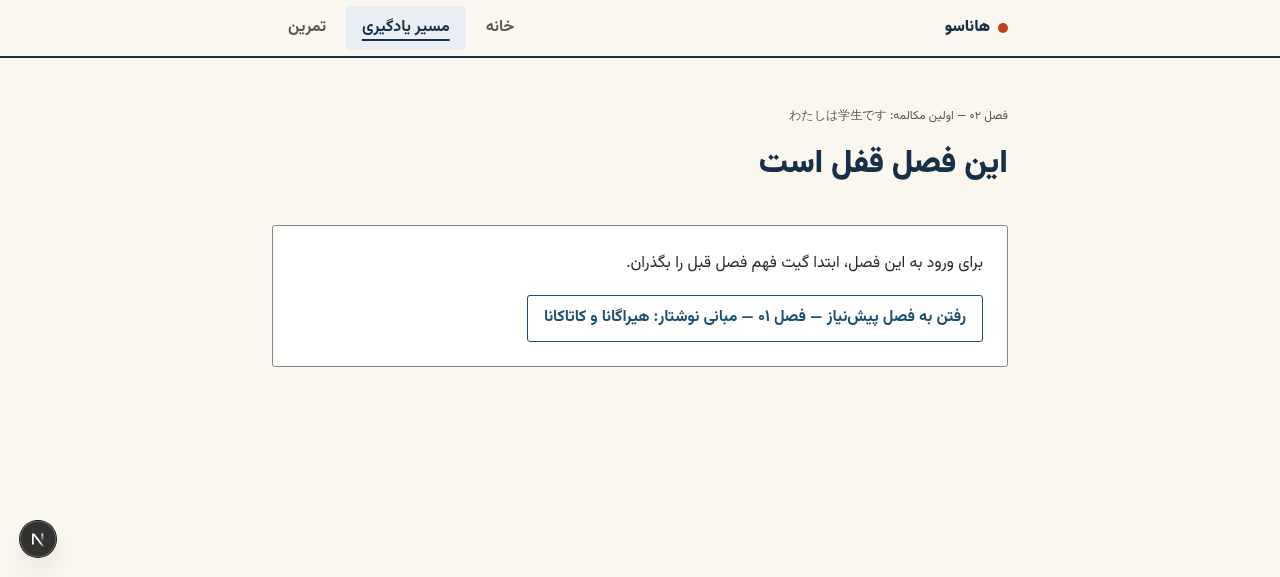 هاناسو
خانه
مسیر یادگیری
تمرین
فصل ۰۲ — اولین مکالمه: わたしは学生です
این فصل قفل است
برای ورود به این فصل، ابتدا گیت فهم فصل قبل را بگذران.
رفتن به فصل پیش‌نیاز — فصل ۰۱ — مبانی نوشتار: هیراگانا و کاتاکانا
N